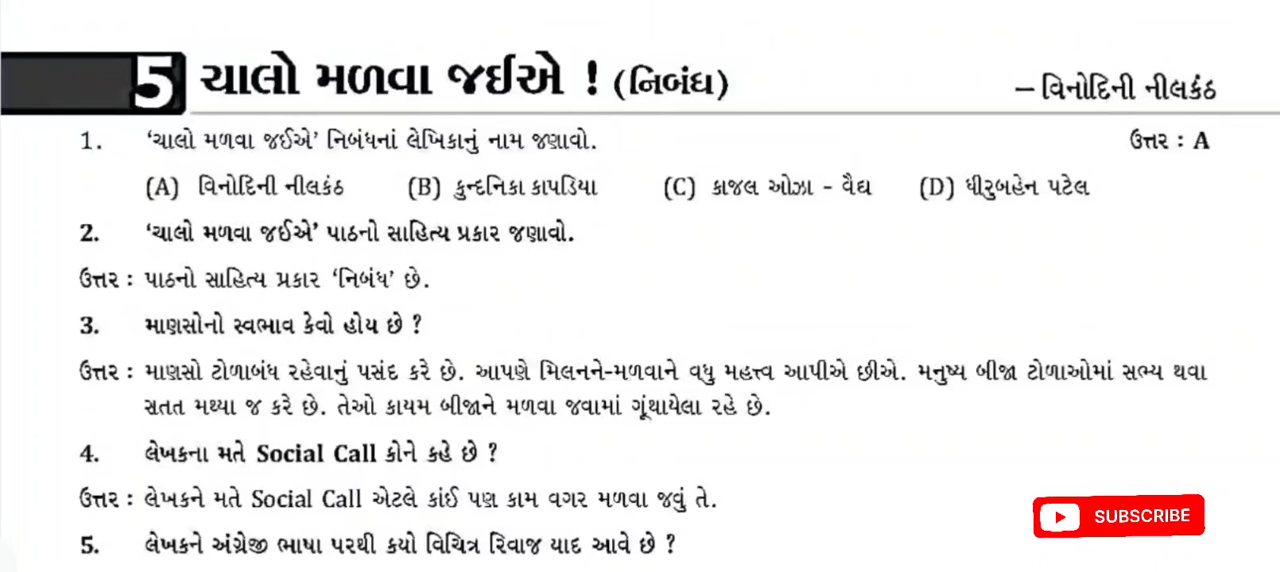 5 ચાલો મળવા જઈએ ! (નિબંધ) – વિનોદિની નીલકંઠ
1. ‘ચાલો મળવા જઈએ’ નિબંધનાં લેખિકાનું નામ જણાવો. ઉત્તર : A
(A) વિનોદિની નીલકંઠ (B) કુન્દનિકા કાપડિયા (C) કાજલ ઓઝા - વૈદ્ય (D) ધીરુબહેન પટેલ
2. ‘ચાલો મળવા જઈએ’ પાઠનો સાહિત્ય પ્રકાર જણાવો.
ઉત્તર : પાઠનો સાહિત્ય પ્રકાર ‘નિબંધ’ છે.
3. માણસોનો સ્વભાવ કેવો હોય છે ?
ઉત્તર : માણસો ટોળાબંધ રહેવાનું પસંદ કરે છે. આપણે મિલનને-મળવાને વધુ મહત્ત્વ આપીએ છીએ. મનુષ્ય બીજા ટોળાઓમાં સભ્ય થવા
સતત મથ્યા જ કરે છે. તેઓ કાયમ બીજાને મળવા જવામાં ગૂંથાયેલા રહે છે.
4. લેખકના મતે Social Call કોને કહે છે ?
ઉત્તર : લેખકને મતે Social Call એટલે કાંઈ પણ કામ વગર મળવા જવું તે.
SUBSCRIBE
5. લેખકને અંગ્રેજી ભાષા પરથી કયો વિચિત્ર રિવાજ યાદ આવે છે ?